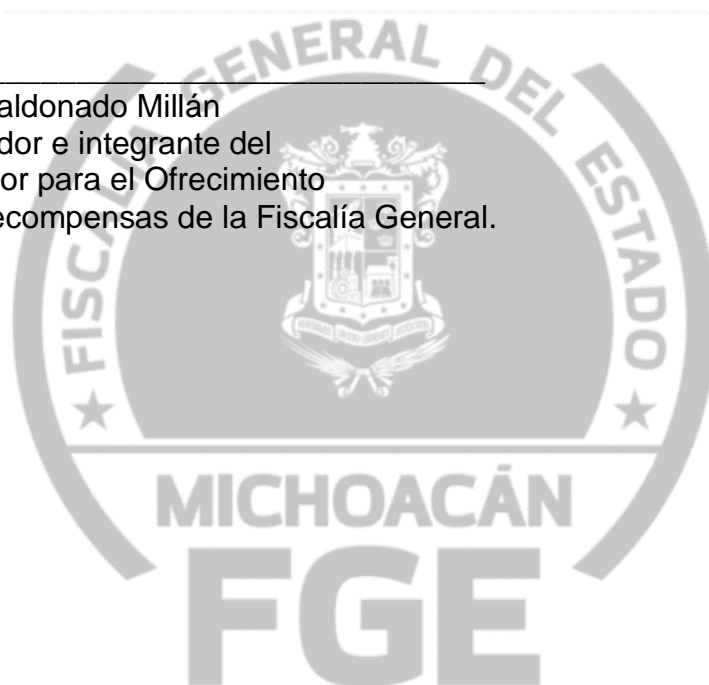 aldonado Millán
dor e integrante del
or para el Ofrecimiento
ecompensas de la Fiscalía General.
FISCALÍA GENERAL DEL ESTADO
MICHOACÁN
FGE